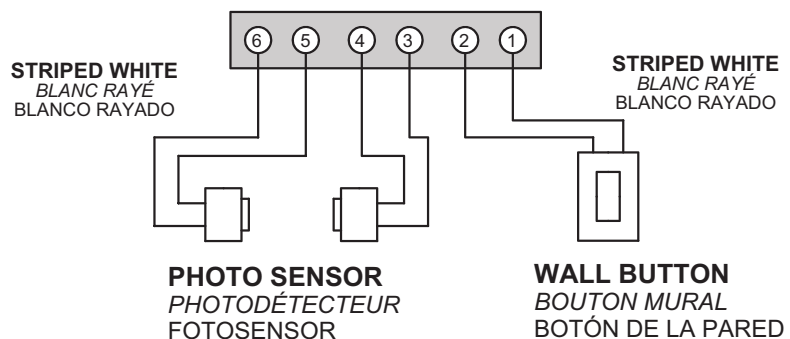 6 5 4 3 2 1
STRIPED WHITE
BLANC RAYÉ
BLANCO RAYADO
STRIPED WHITE
BLANC RAYÉ
BLANCO RAYADO
PHOTO SENSOR
PHOTODÉTECTEUR
FOTOSENSOR
WALL BUTTON
BOUTON MURAL
BOTÓN DE LA PARED